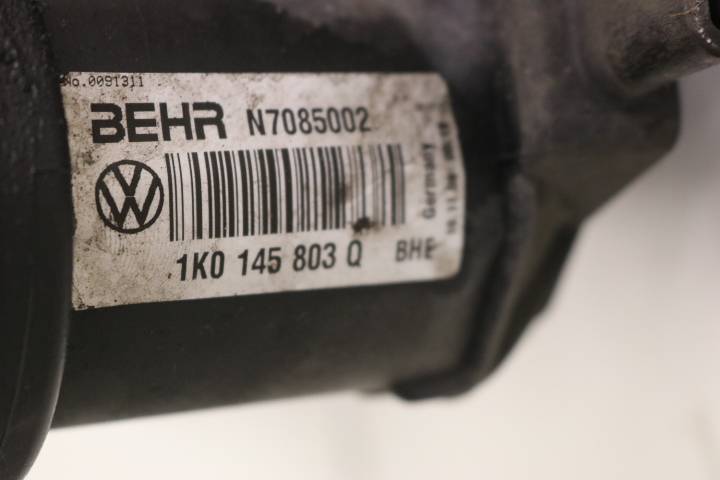 No.0091311
BEHR N7085002
1K0 145 803 Q BHE
Germany